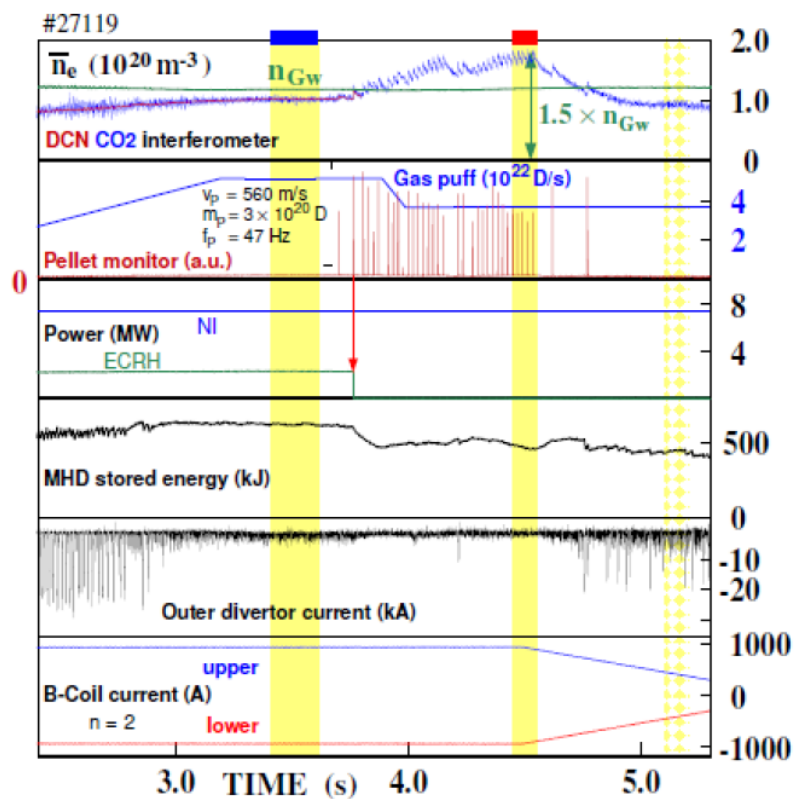 #27119
n̅e (10²⁰ m⁻³)
nGw
2.0
1.0
1.5 × nGw
DCN CO2 interferometer
0
Gas puff (10²² D/s)
vp = 560 m/s
mp = 3 × 10²⁰ D
fp = 47 Hz
4
2
Pellet monitor (a.u.)
0
8
NI
Power (MW)
ECRH
4
500
MHD stored energy (kJ)
0
-10
-20
Outer divertor current (kA)
1000
upper
B-Coil current (A)
0
n = 2
lower
-1000
3.0 TIME (s) 4.0 5.0